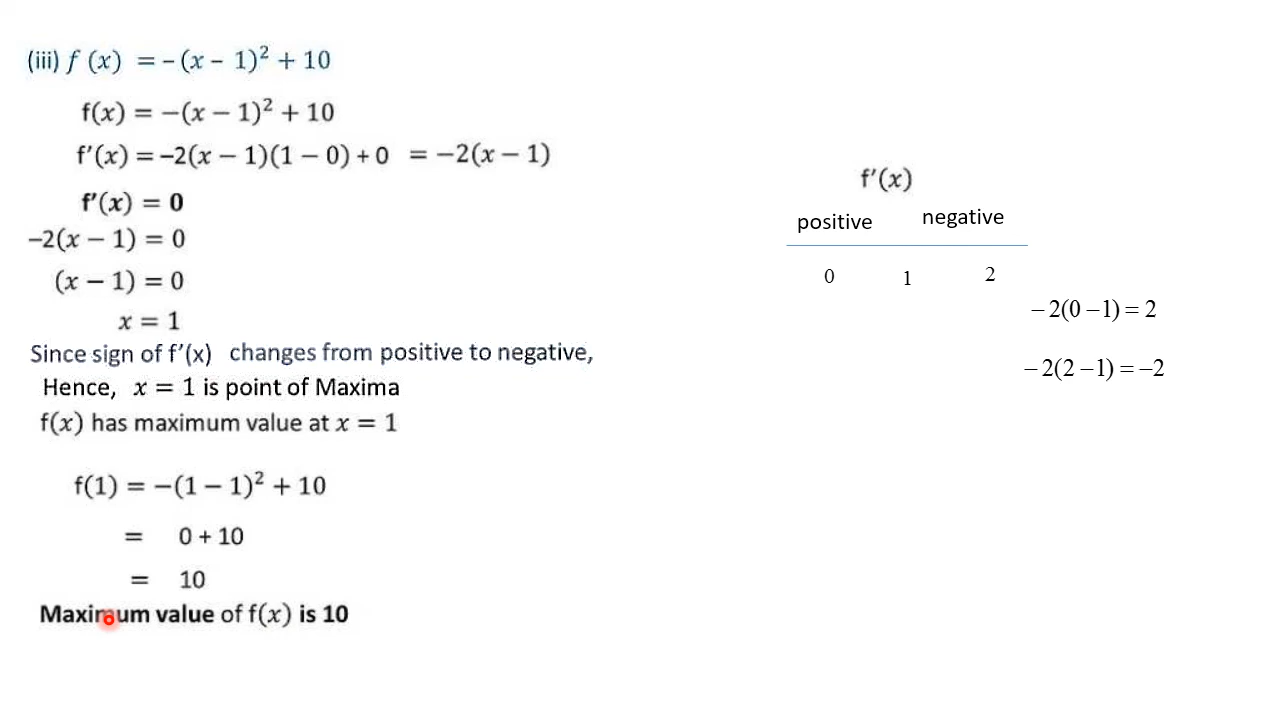 (iii) f (x) = – (x – 1)² + 10
f(x) = −(x − 1)² + 10
f'(x) = –2(x − 1)(1 − 0) + 0 = −2(x − 1)
f'(x) = 0
–2(x − 1) = 0
(x − 1) = 0
x = 1
Since sign of f'(x) changes from positive to negative,
Hence, x = 1 is point of Maxima
f(x) has maximum value at x = 1
f(1) = −(1 − 1)² + 10
= 0 + 10
= 10
Maximum value of f(x) is 10
f'(x)
positive negative
0 1 2
−2(0−1) = 2
−2(2−1) = −2